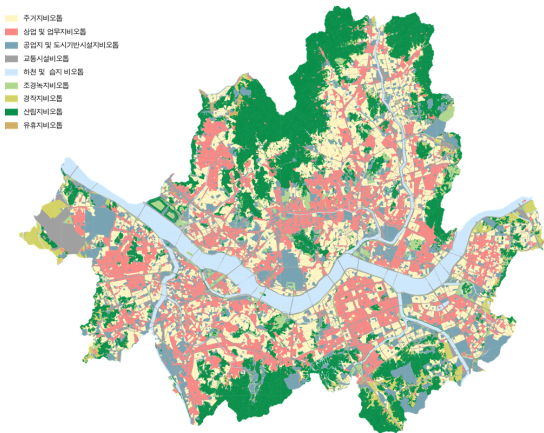 주거지비오톱
상업 및 업무지비오톱
공업지 및 도시기반시설지비오톱
교통시설비오톱
하천 및 습지 비오톱
조경녹지비오톱
경작지비오톱
산림지비오톱
유휴지비오톱